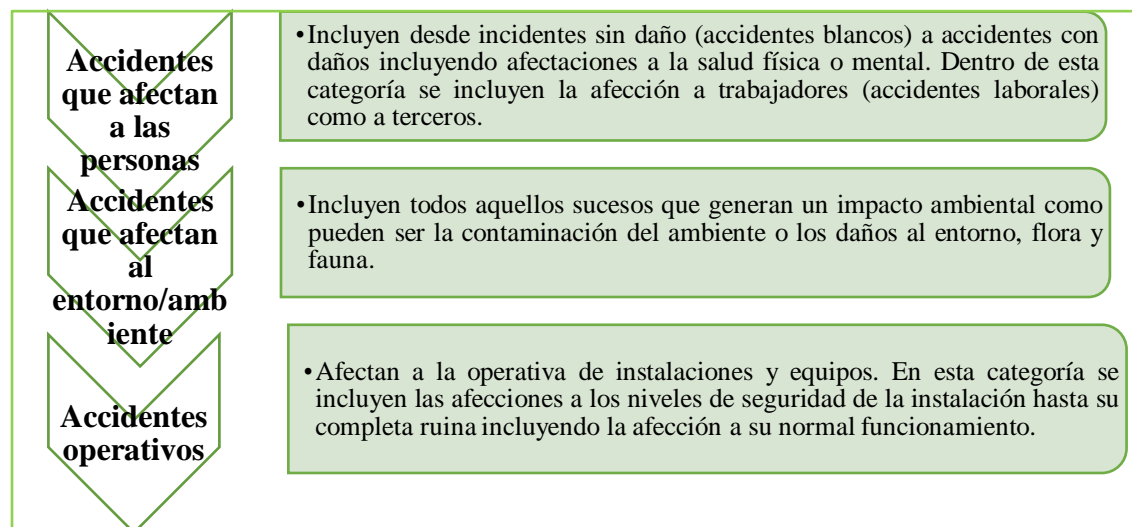 Accidentes
que afectan
a las
personas
•Incluyen desde incidentes sin daño (accidentes blancos) a accidentes con
daños incluyendo afectaciones a la salud física o mental. Dentro de esta
categoría se incluyen la afección a trabajadores (accidentes laborales)
como a terceros.
Accidentes
que afectan
al
entorno/amb
iente
•Incluyen todos aquellos sucesos que generan un impacto ambiental como
pueden ser la contaminación del ambiente o los daños al entorno, flora y
fauna.
Accidentes
operativos
•Afectan a la operativa de instalaciones y equipos. En esta categoría se
incluyen las afecciones a los niveles de seguridad de la instalación hasta su
completa ruina incluyendo la afección a su normal funcionamiento.